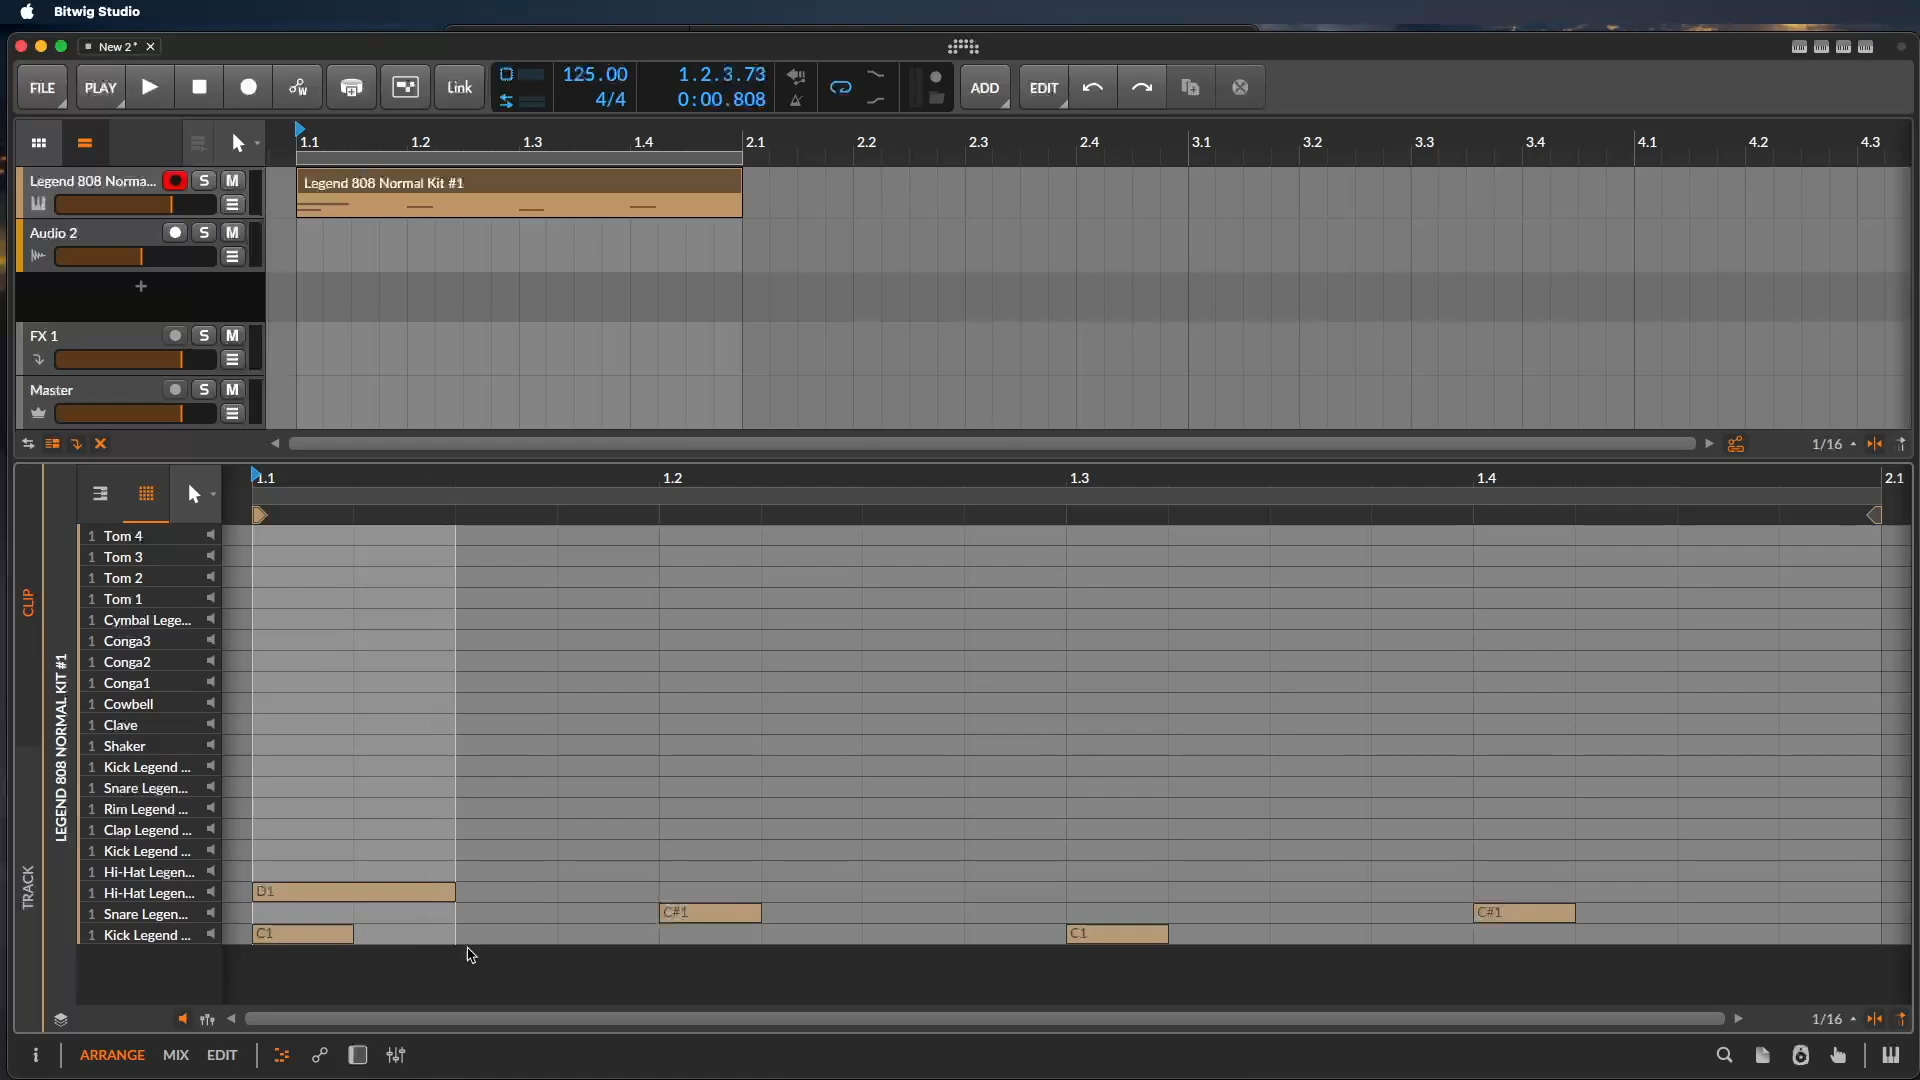 Bitwig Studio
New 2*
FILE
PLAY
Link
125.00
4/4
1.2.3.73
0:00.808
ADD
EDIT
1.1 1.2 1.3 1.4 2.1 2.2 2.3 2.4 3.1 3.2 3.3 3.4 4.1 4.2 4.3
Legend 808 Norma... S M
Legend 808 Normal Kit #1
Audio 2 S M
+
FX 1 S M
Master S M
1/16
1.1 1.2 1.3 1.4 2.1
CLIP
TRACK
LEGEND 808 NORMAL KIT #1
1 Tom 4
1 Tom 3
1 Tom 2
1 Tom 1
1 Cymbal Lege...
1 Conga3
1 Conga2
1 Conga1
1 Cowbell
1 Clave
1 Shaker
1 Kick Legend ...
1 Snare Legen...
1 Rim Legend ...
1 Clap Legend ...
1 Kick Legend ...
1 Hi-Hat Legen...
1 Hi-Hat Legen... D1
1 Snare Legen... C#1 C#1
1 Kick Legend ... C1 C1
1/16
i ARRANGE MIX EDIT